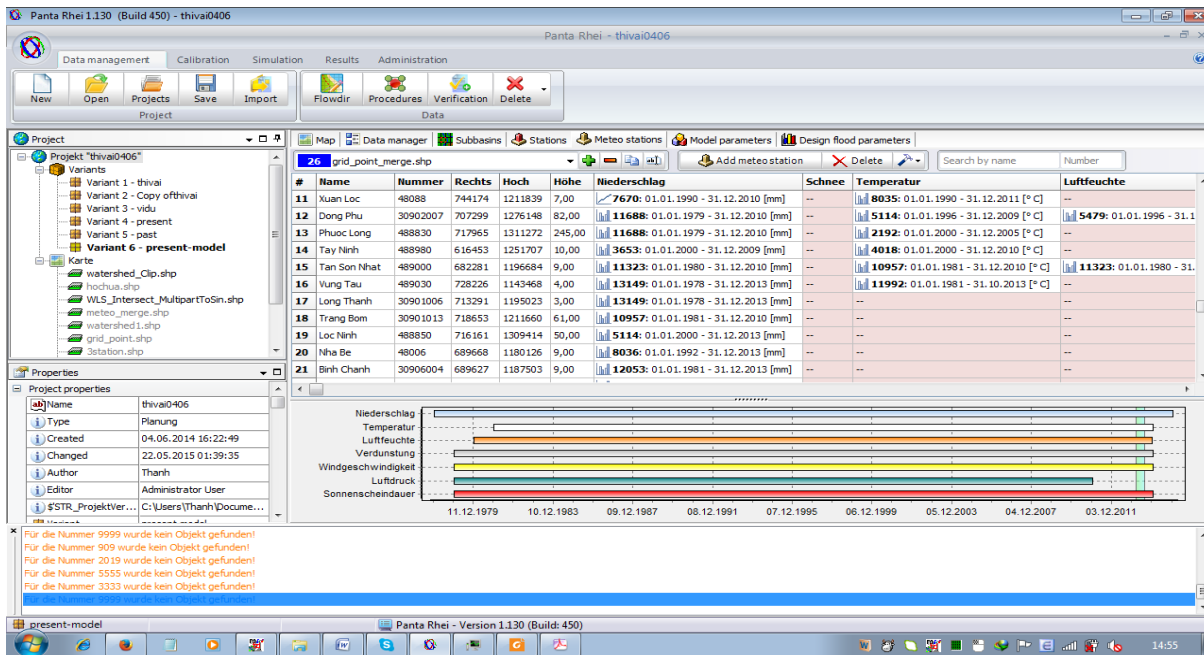 Panta Rhei 1.130 (Build 450) - thivai0406
Panta Rhei - thivai0406
Data management Calibration Simulation Results Administration
New Open Projects Save Import Flowdir Procedures Verification Delete
Project Data
Project
Projekt "thivai0406"
Variants
Variant 1 - thivai
Variant 2 - Copy ofthivai
Variant 3 - vidu
Variant 4 - present
Variant 5 - past
Variant 6 - present-model
Karte
watershed_Clip.shp
hochua.shp
WLS_Intersect_MultipartToSin.shp
meteo_merge.shp
watershed1.shp
grid_point.shp
3station.shp
Properties
Project properties
Name thivai0406
Type Planung
Created 04.06.2014 16:22:49
Changed 22.05.2015 01:39:35
Author Thanh
Editor Administrator User
$STR_ProjektVer... C:\Users\Thanh\Docume...
Map Data manager Subbasins Stations Meteo stations Model parameters Design flood parameters
26 grid_point_merge.shp Add meteo station Delete Search by name Number
# Name Nummer Rechts Hoch Höhe Niederschlag Schnee Temperatur Luftfeuchte
11 Xuan Loc 48088 744174 1211839 7,00 7670: 01.01.1990 - 31.12.2010 [mm] -- 8035: 01.01.1990 - 31.12.2011 [° C] --
12 Dong Phu 30902007 707299 1276148 82,00 11688: 01.01.1979 - 31.12.2010 [mm] -- 5114: 01.01.1996 - 31.12.2009 [° C] 5479: 01.01.1996 - 31.1
13 Phuoc Long 488830 717965 1311272 245,00 11688: 01.01.1979 - 31.12.2010 [mm] -- 2192: 01.01.2000 - 31.12.2005 [° C] --
14 Tay Ninh 488980 616453 1251707 10,00 3653: 01.01.2000 - 31.12.2009 [mm] -- 4018: 01.01.2000 - 31.12.2010 [° C] --
15 Tan Son Nhat 489000 682281 1196684 9,00 11323: 01.01.1980 - 31.12.2010 [mm] -- 10957: 01.01.1981 - 31.12.2010 [° C] 11323: 01.01.1980 - 31.
16 Vung Tau 489030 728226 1143468 4,00 13149: 01.01.1978 - 31.12.2013 [mm] -- 11992: 01.01.1981 - 31.10.2013 [° C] --
17 Long Thanh 30901006 713291 1195023 3,00 13149: 01.01.1978 - 31.12.2013 [mm] -- -- --
18 Trang Bom 30901013 718653 1211660 61,00 10957: 01.01.1981 - 31.12.2010 [mm] -- -- --
19 Loc Ninh 488850 716161 1309414 50,00 5114: 01.01.2000 - 31.12.2013 [mm] -- -- --
20 Nha Be 48006 689668 1180126 9,00 8036: 01.01.1992 - 31.12.2013 [mm] -- -- --
21 Binh Chanh 30906004 689627 1187503 9,00 12053: 01.01.1981 - 31.12.2013 [mm] -- -- --
Niederschlag
Temperatur
Luftfeuchte
Verdunstung
Windgeschwindigkeit
Luftdruck
Sonnenscheindauer
11.12.1979 10.12.1983 09.12.1987 08.12.1991 07.12.1995 06.12.1999 05.12.2003 04.12.2007 03.12.2011
Für die Nummer 9999 wurde kein Objekt gefunden!
Für die Nummer 909 wurde kein Objekt gefunden!
Für die Nummer 2019 wurde kein Objekt gefunden!
Für die Nummer 5555 wurde kein Objekt gefunden!
Für die Nummer 3333 wurde kein Objekt gefunden!
Für die Nummer 9999 wurde kein Objekt gefunden!
present-model Panta Rhei - Version 1.130 (Build: 450)
14:55